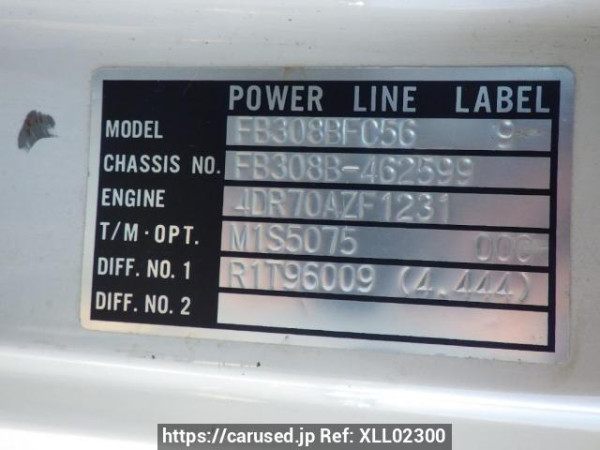 POWER LINE LABEL
MODEL FB308BFC56 9
CHASSIS NO. FB308B-462599
ENGINE 4DR70AZF1231
T/M·OPT. M1S5075
DIFF. NO. 1 R1T96009 (4.444)
DIFF. NO. 2
https://carused.jp Ref: XLL02300